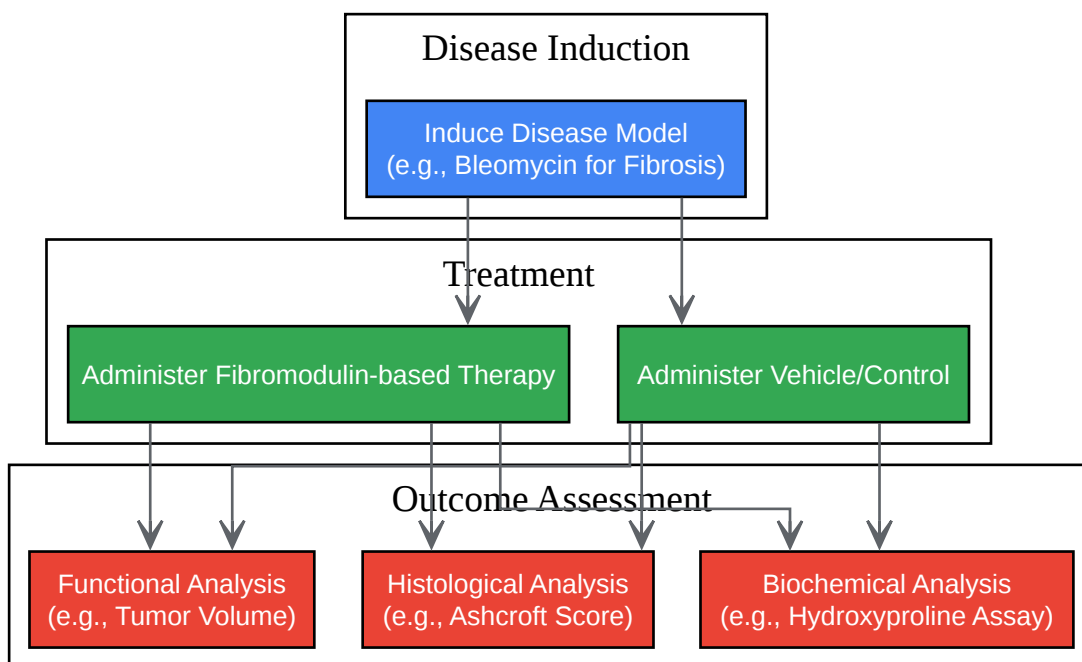 Disease Induction
Induce Disease Model
(e.g., Bleomycin for Fibrosis)
Treatment
Administer Fibromodulin-based Therapy
Administer Vehicle/Control
Outcome Assessment
Functional Analysis
(e.g., Tumor Volume)
Histological Analysis
(e.g., Ashcroft Score)
Biochemical Analysis
(e.g., Hydroxyproline Assay)